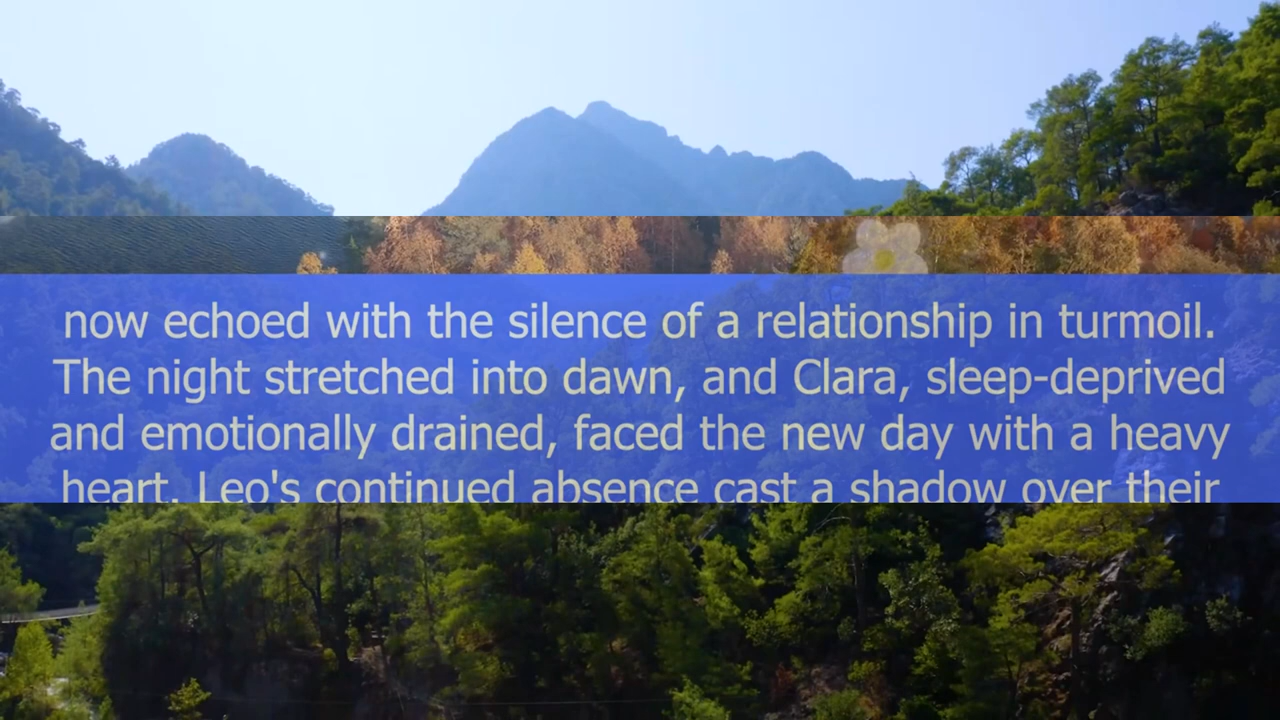 now echoed with the silence of a relationship in turmoil.
The night stretched into dawn, and Clara, sleep-deprived
and emotionally drained, faced the new day with a heavy
heart. Leo's continued absence cast a shadow over their